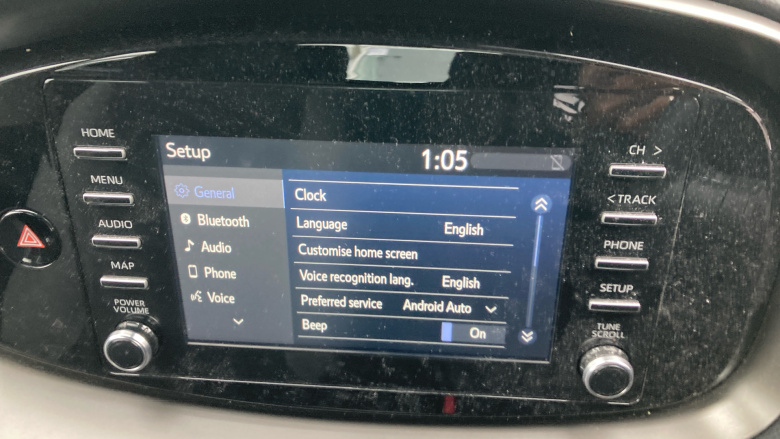 HOME
CH >
MENU
< TRACK
AUDIO
PHONE
MAP
SETUP
POWER
VOLUME
TUNE
SCROLL
Setup
1:05
General
Bluetooth
Audio
Phone
Voice
Clock
Language English
Customise home screen
Voice recognition lang. English
Preferred service Android Auto
Beep On